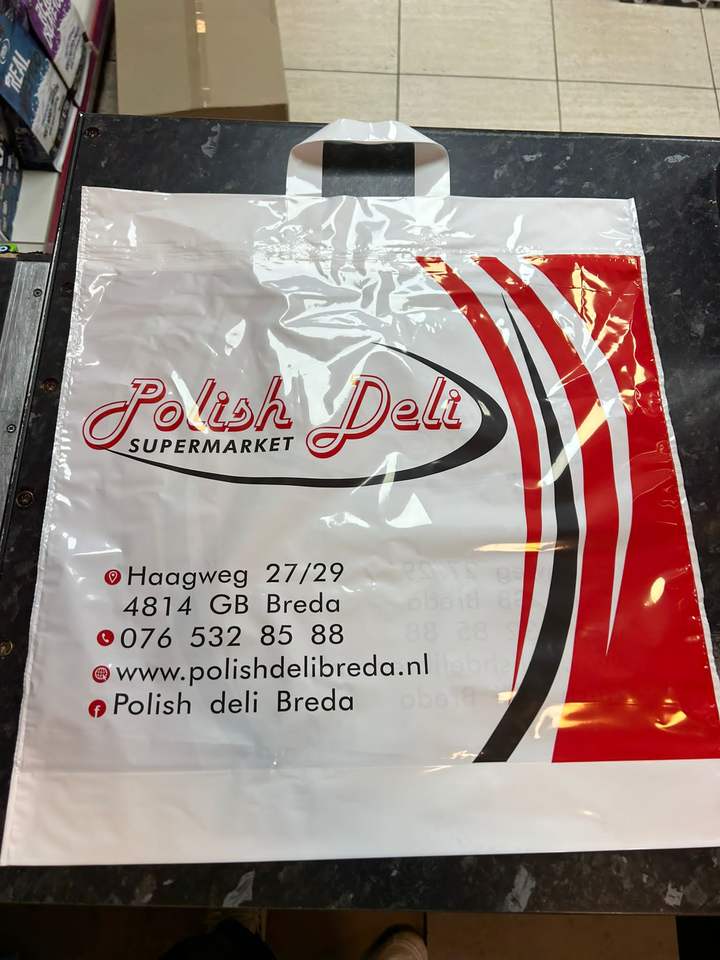 REAL
Polish Deli
SUPERMARKET
Haagweg 27/29
4814 GB Breda
076 532 85 88
www.polishdelibreda.nl
Polish deli Breda